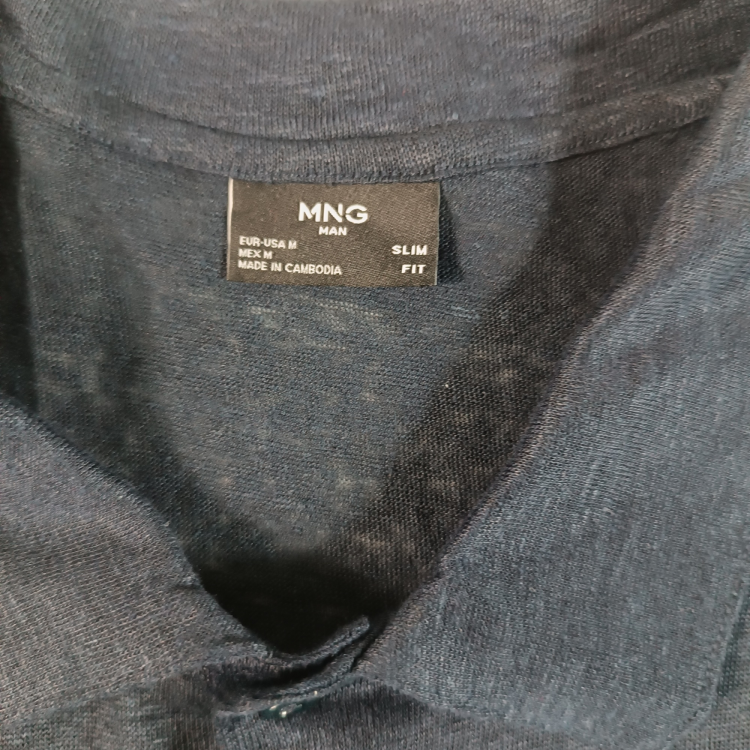 MNG
MAN
EUR-USA M
MEX M
MADE IN CAMBODIA
SLIM
FIT